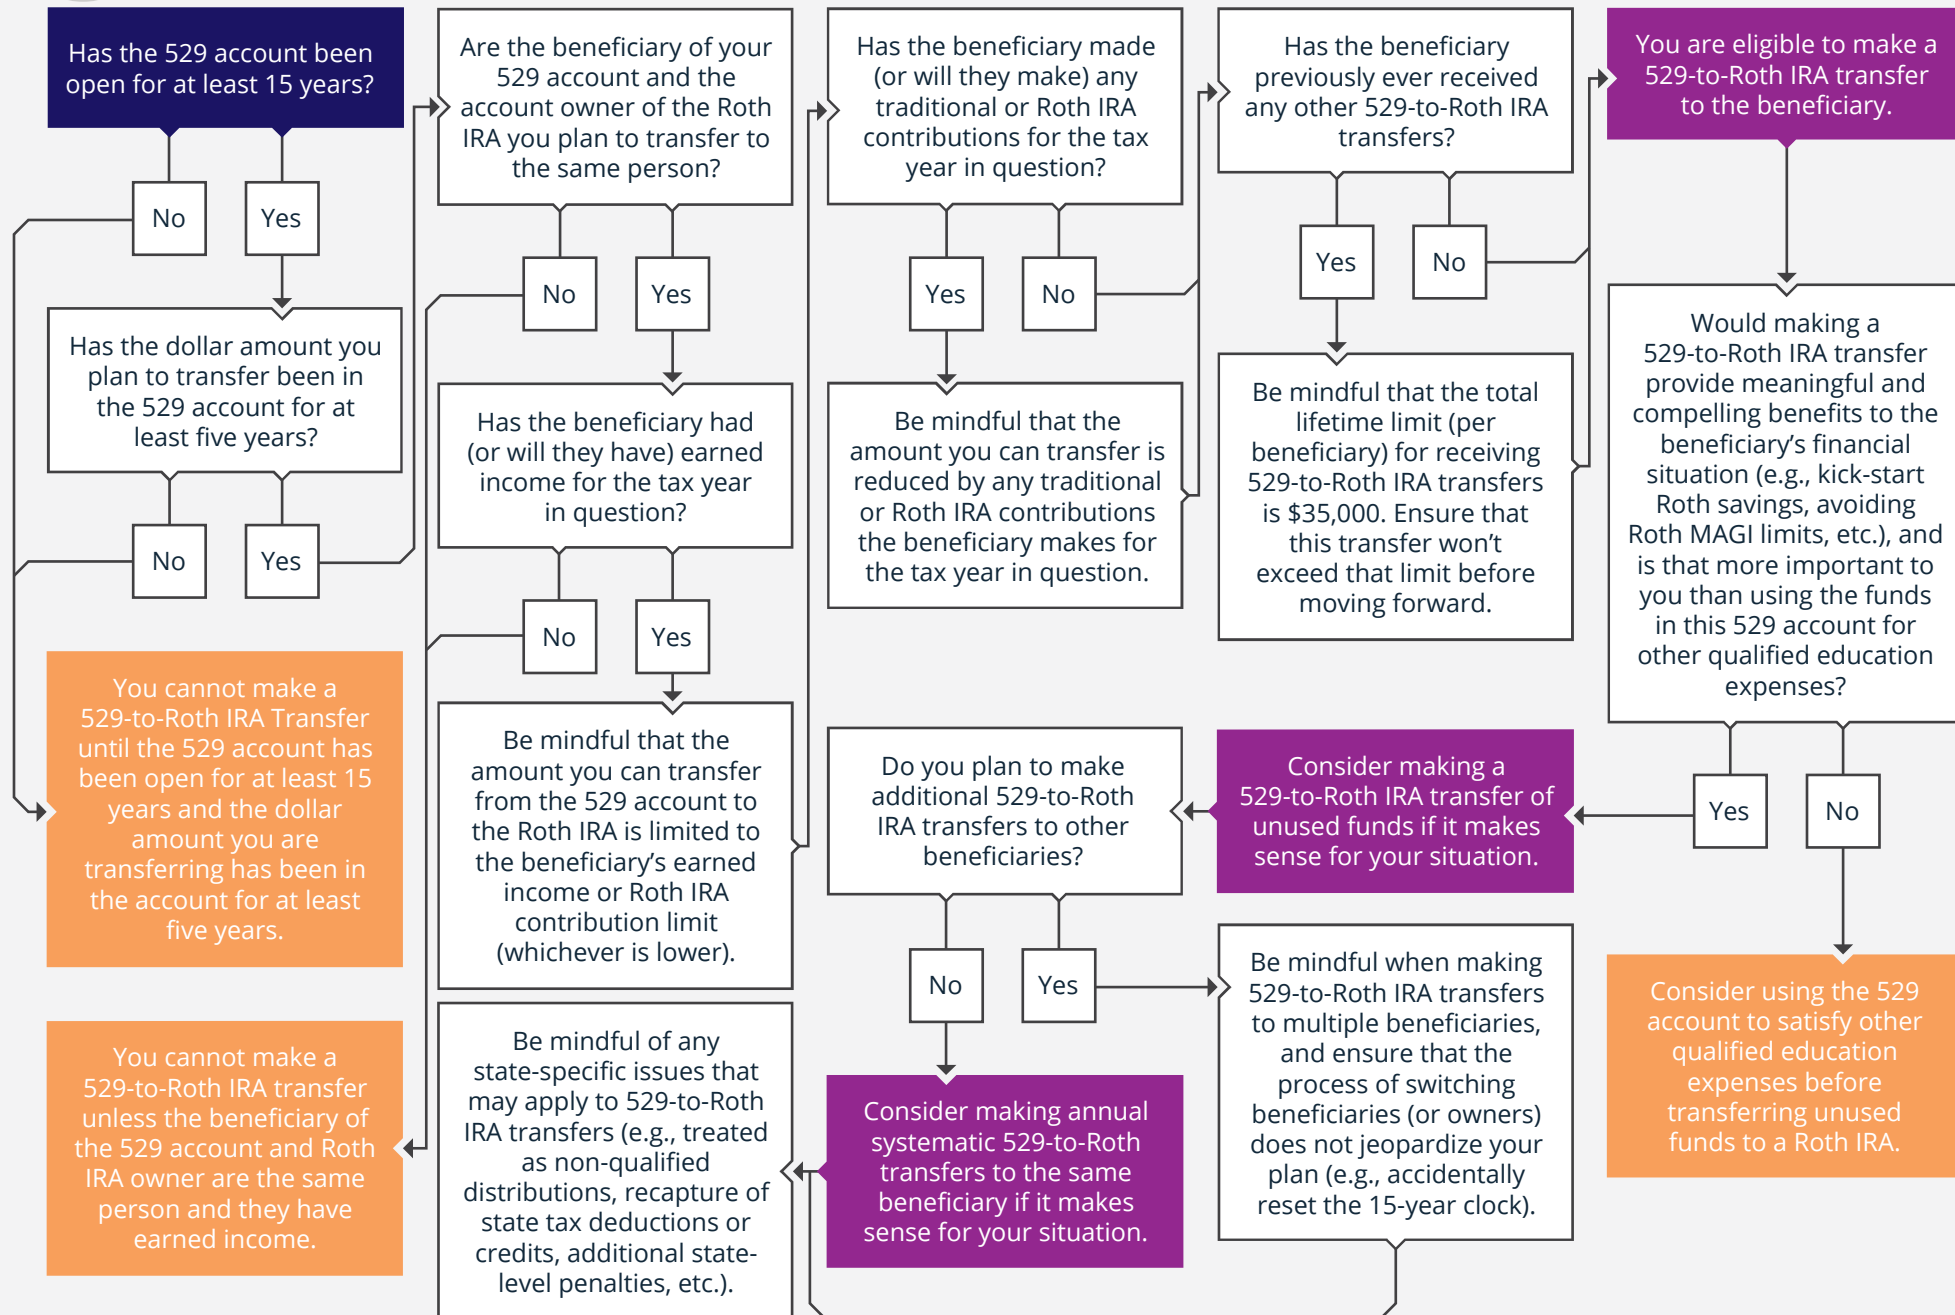 Has the 529 account been
open for at least 15 years?
No
Yes
Has the dollar amount you
plan to transfer been in
the 529 account for at
least five years?
No
Yes
You cannot make a
529-to-Roth IRA Transfer
until the 529 account has
been open for at least 15
years and the dollar
amount you are
transferring has been in
the account for at least
five years.
You cannot make a
529-to-Roth IRA transfer
unless the beneficiary of
the 529 account and Roth
IRA owner are the same
person and they have
earned income.
Are the beneficiary of your
529 account and the
account owner of the Roth
IRA you plan to transfer to
the same person?
No
Yes
Has the beneficiary had
(or will they have) earned
income for the tax year
in question?
No
Yes
Be mindful that the
amount you can transfer
from the 529 account to
the Roth IRA is limited to
the beneficiary's earned
income or Roth IRA
contribution limit
(whichever is lower).
Be mindful of any
state-specific issues that
may apply to 529-to-Roth
IRA transfers (e.g., treated
as non-qualified
distributions, recapture of
state tax deductions or
credits, additional state-
level penalties, etc.).
Has the beneficiary made
(or will they make) any
traditional or Roth IRA
contributions for the tax
year in question?
Yes
No
Be mindful that the
amount you can transfer is
reduced by any traditional
or Roth IRA contributions
the beneficiary makes for
the tax year in question.
Do you plan to make
additional 529-to-Roth
IRA transfers to other
beneficiaries?
No
Yes
Consider making annual
systematic 529-to-Roth
transfers to the same
beneficiary if it makes
sense for your situation.
Has the beneficiary
previously ever received
any other 529-to-Roth IRA
transfers?
Yes
No
Be mindful that the total
lifetime limit (per
beneficiary) for receiving
529-to-Roth IRA transfers
is $35,000. Ensure that
this transfer won't
exceed that limit before
moving forward.
Consider making a
529-to-Roth IRA transfer of
unused funds if it makes
sense for your situation.
Be mindful when making
529-to-Roth IRA transfers
to multiple beneficiaries,
and ensure that the
process of switching
beneficiaries (or owners)
does not jeopardize your
plan (e.g., accidentally
reset the 15-year clock).
You are eligible to make a
529-to-Roth IRA transfer
to the beneficiary.
Would making a
529-to-Roth IRA transfer
provide meaningful and
compelling benefits to the
beneficiary's financial
situation (e.g., kick-start
Roth savings, avoiding
Roth MAGI limits, etc.), and
is that more important to
you than using the funds
in this 529 account for
other qualified education
expenses?
Yes
No
Consider using the 529
account to satisfy other
qualified education
expenses before
transferring unused
funds to a Roth IRA.